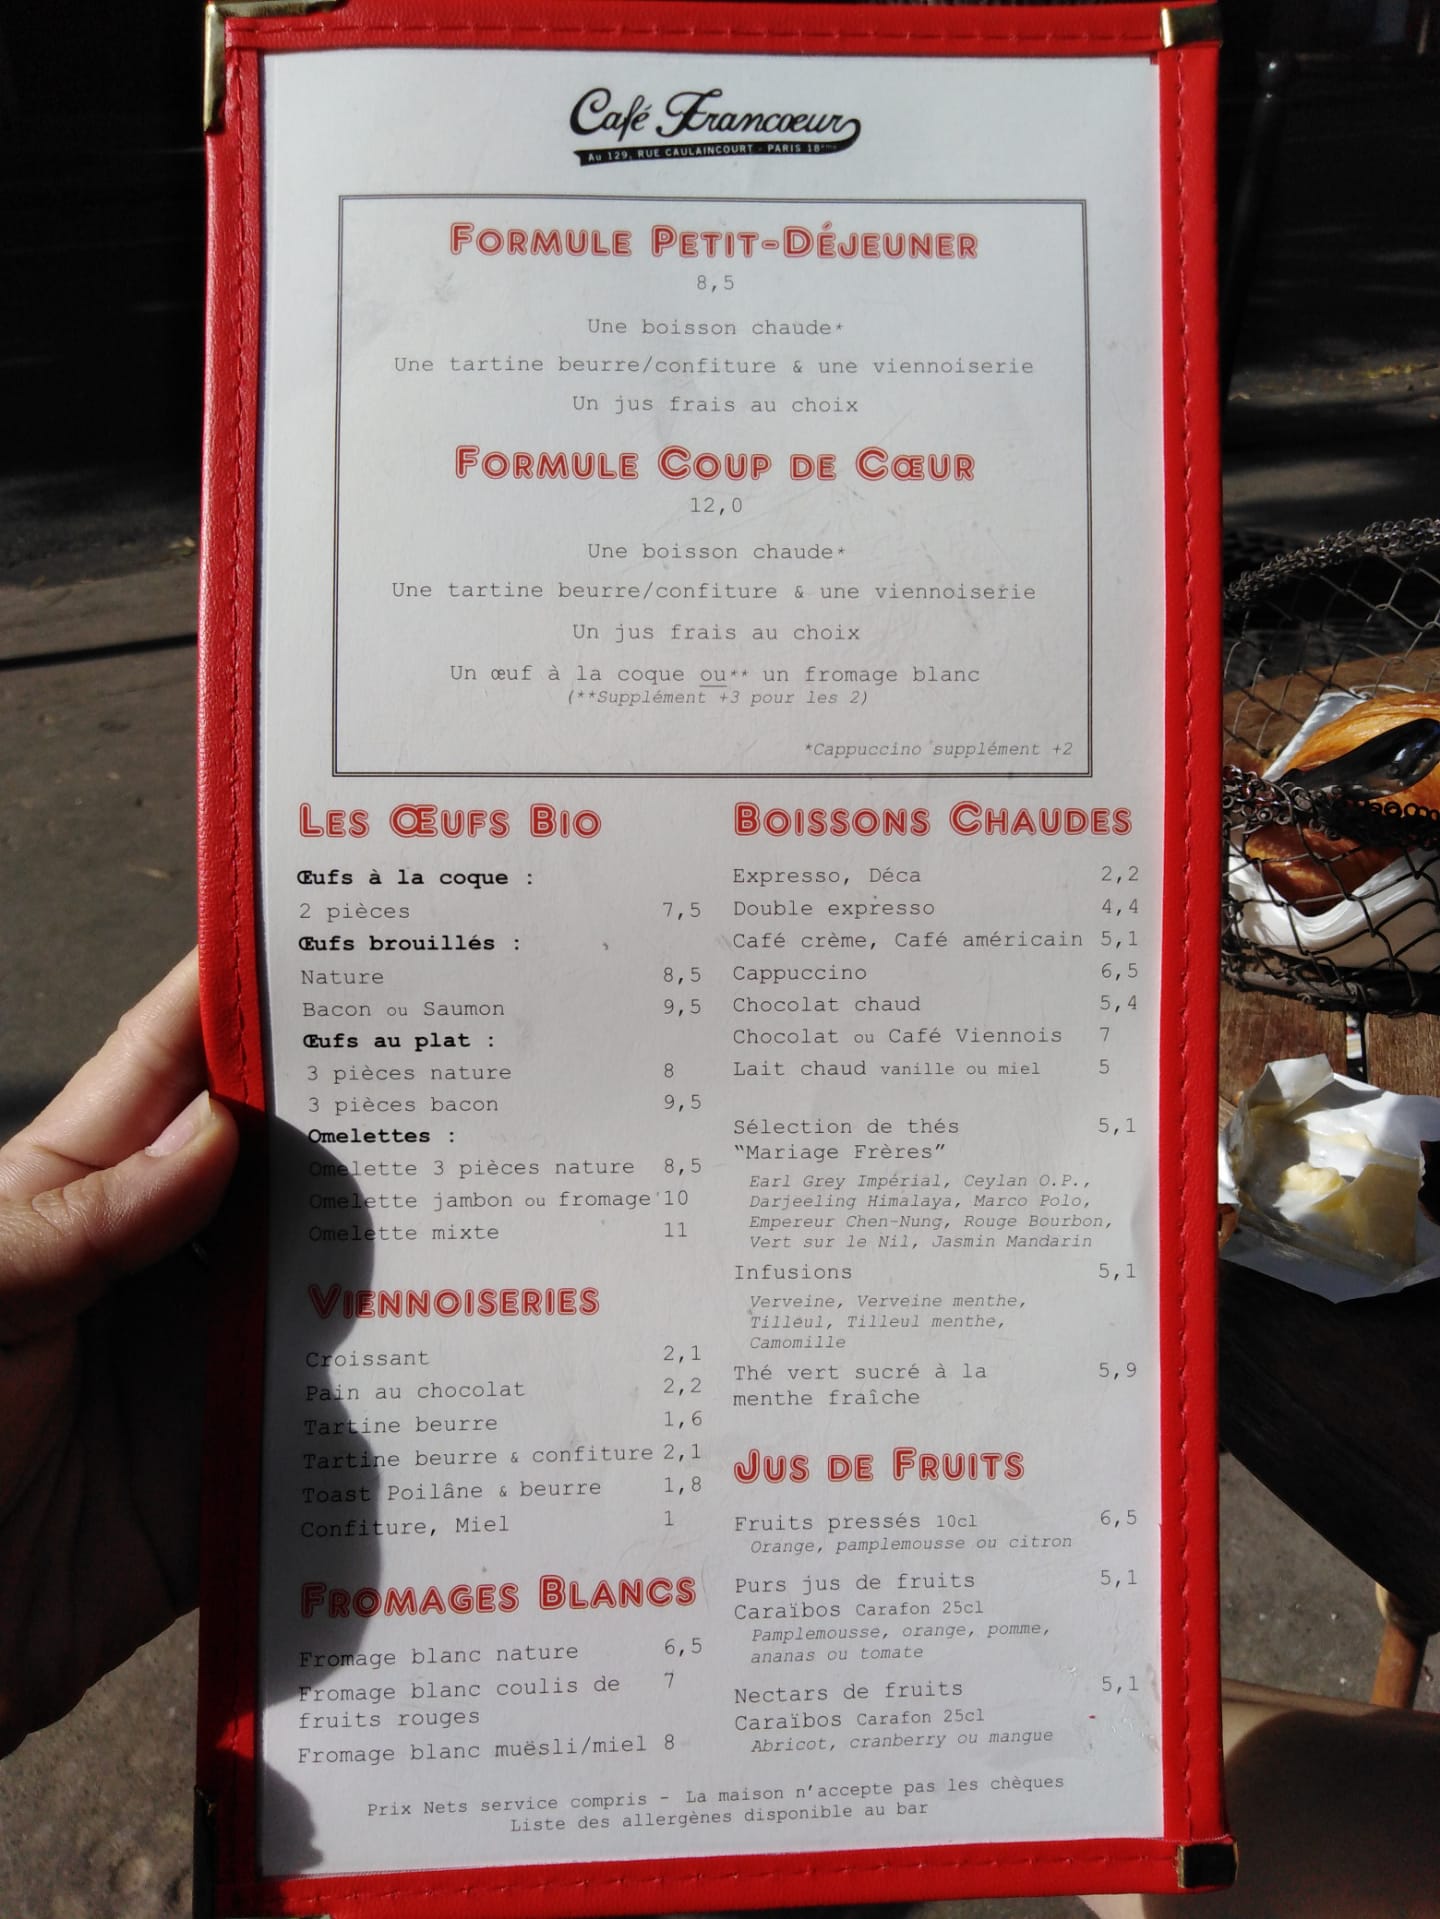 Café Francœur
Au 129, RUE CAULAINCOURT - PARIS 18ème
FORMULE PETIT-DÉJEUNER
8,5
Une boisson chaude*
Une tartine beurre/confiture & une viennoiserie
Un jus frais au choix
FORMULE COUP DE CŒUR
12,0
Une boisson chaude*
Une tartine beurre/confiture & une viennoiserie
Un jus frais au choix
Un œuf à la coque ou** un fromage blanc
(**Supplément +3 pour les 2)
*Cappuccino supplément +2
LES ŒUFS BIO
Œufs à la coque :
2 pièces 7,5
Œufs brouillés :
Nature 8,5
Bacon ou Saumon 9,5
Œufs au plat :
3 pièces nature 8
3 pièces bacon 9,5
Omelettes :
Omelette 3 pièces nature 8,5
Omelette jambon ou fromage 10
Omelette mixte 11
VIENNOISERIES
Croissant 2,1
Pain au chocolat 2,2
Tartine beurre 1,6
Tartine beurre & confiture 2,1
Toast Poilâne & beurre 1,8
Confiture, Miel 1
FROMAGES BLANCS
Fromage blanc nature 6,5
Fromage blanc coulis de 7
fruits rouges
Fromage blanc muësli/miel 8
BOISSONS CHAUDES
Expresso, Déca 2,2
Double expresso 4,4
Café crème, Café américain 5,1
Cappuccino 6,5
Chocolat chaud 5,4
Chocolat ou Café Viennois 7
Lait chaud vanille ou miel 5
Sélection de thés 5,1
“Mariage Frères”
Earl Grey Impérial, Ceylan O.P.,
Darjeeling Himalaya, Marco Polo,
Empereur Chen-Nung, Rouge Bourbon,
Vert sur le Nil, Jasmin Mandarin
Infusions 5,1
Verveine, Verveine menthe,
Tilleul, Tilleul menthe,
Camomille
Thé vert sucré à la 5,9
menthe fraîche
JUS DE FRUITS
Fruits pressés 10cl 6,5
Orange, pamplemousse ou citron
Purs jus de fruits 5,1
Caraïbos Carafon 25cl
Pamplemousse, orange, pomme,
ananas ou tomate
Nectars de fruits 5,1
Caraïbos Carafon 25cl
Abricot, cranberry ou mangue
Prix Nets service compris - La maison n’accepte pas les chèques
Liste des allergènes disponible au bar